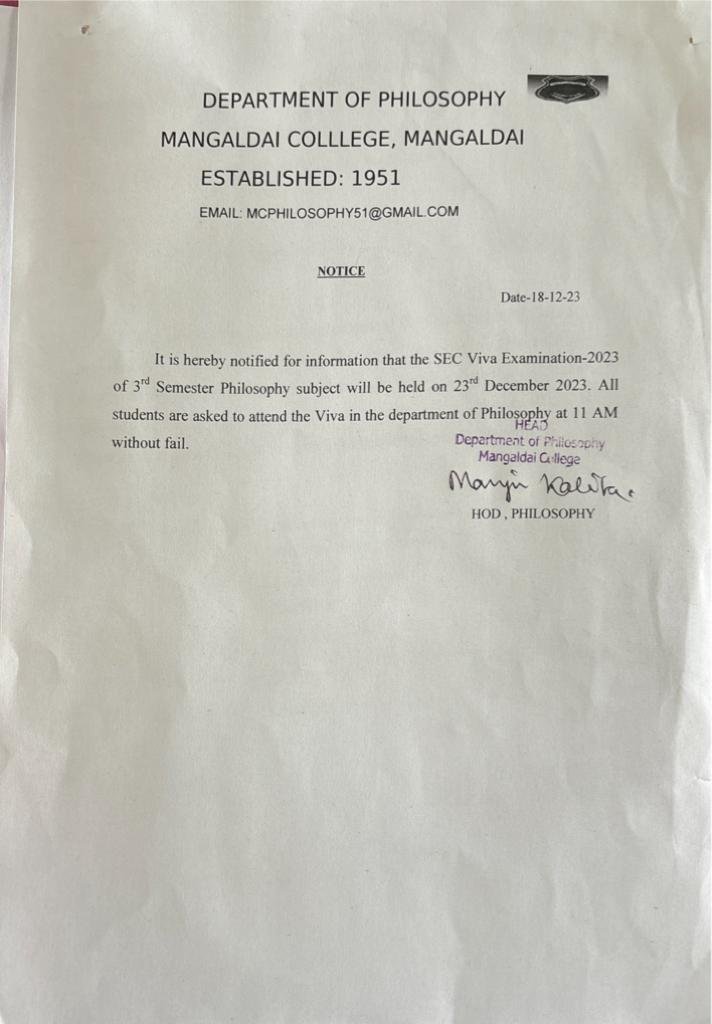 DEPARTMENT OF PHILOSOPHY
MANGALDAI COLLLEGE, MANGALDAI
ESTABLISHED: 1951
EMAIL: MCPHILOSOPHY51@GMAIL.COM
NOTICE
Date-18-12-23
It is hereby notified for information that the SEC Viva Examination-2023
of 3rd Semester Philosophy subject will be held on 23rd December 2023. All
students are asked to attend the Viva in the department of Philosophy at 11 AM
without fail.
HEAD
Department of Philosophy
Mangaldai College
Manju Kalita.
HOD , PHILOSOPHY